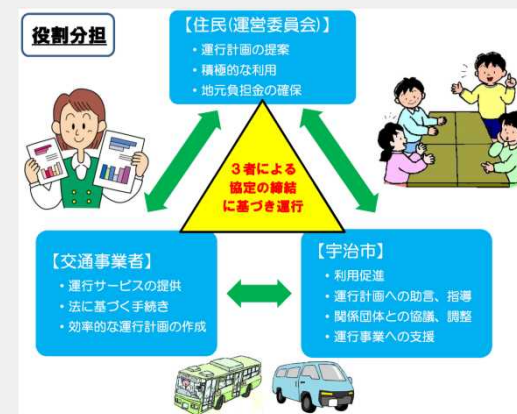 役割分担
【住民(運営委員会)】
・運行計画の提案
・積極的な利用
・地元負担金の確保
３者による
協定の締結
に基づき運行
【交通事業者】
・運行サービスの提供
・法に基づく手続き
・効率的な運行計画の作成
【宇治市】
・利用促進
・運行計画への助言、指導
・関係団体との協議、調整
・運行事業への支援